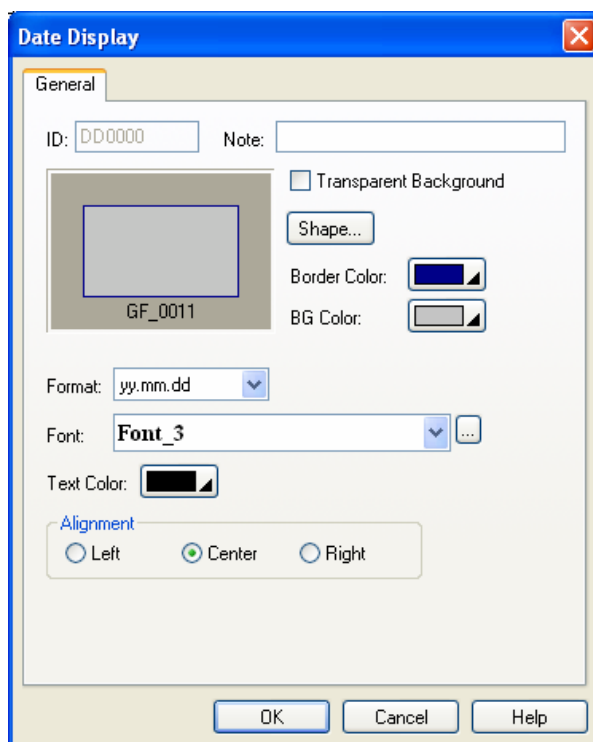 Date Display
General
ID: DD0000 Note:
Transparent Background
Shape...
Border Color:
GF_0011
BG Color:
Format: yy.mm.dd
Font: Font_3 ...
Text Color:
Alignment
Left Center Right
OK Cancel Help